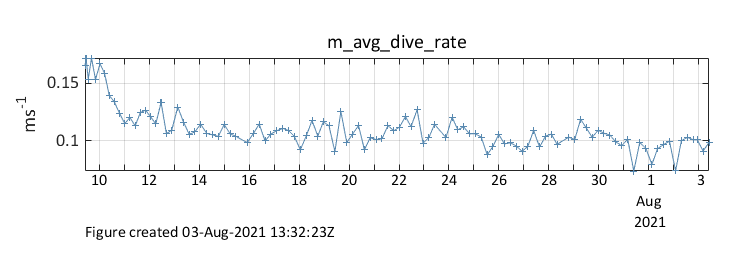 m_avg_dive_rate
0.15
0.1
ms-1
10 12 14 16 18 20 22 24 26 28 30 1 3
Aug
2021
Figure created 03-Aug-2021 13:32:23Z